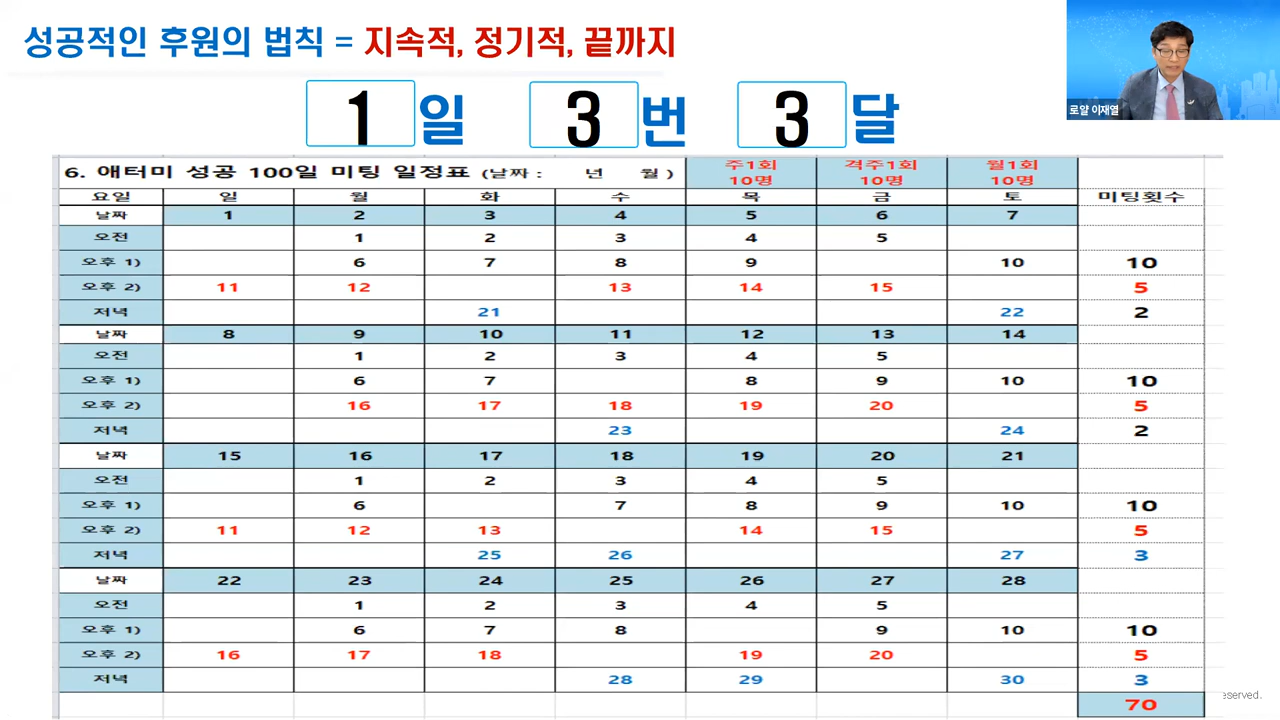 성공적인 후원의 법칙 = 지속적, 정기적, 끝까지
로얄 이재열
1 일 3 번 3 달
6. 애터미 성공 100일 미팅 일정표 (날짜 : 년 월 ) 주1회 10명 격주1회 10명 월1회 10명
요일 일 월 화 수 목 금 토 미팅횟수
날짜 1 2 3 4 5 6 7
오전 1 2 3 4 5
오후 1) 6 7 8 9 10 10
오후 2) 11 12 13 14 15 5
저녁 21 22 2
날짜 8 9 10 11 12 13 14
오전 1 2 3 4 5
오후 1) 6 7 8 9 10 10
오후 2) 16 17 18 19 20 5
저녁 23 24 2
날짜 15 16 17 18 19 20 21
오전 1 2 3 4 5
오후 1) 6 7 8 9 10 10
오후 2) 11 12 13 14 15 5
저녁 25 26 27 3
날짜 22 23 24 25 26 27 28
오전 1 2 3 4 5
오후 1) 6 7 8 9 10 10
오후 2) 16 17 18 19 20 5
저녁 28 29 30 3
70
eserved.